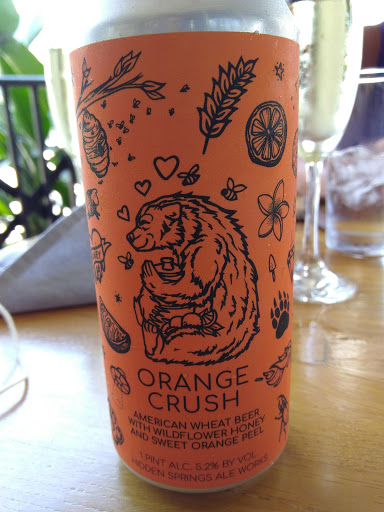 ORANGE
CRUSH
AMERICAN WHEAT BEER
WITH WILDFLOWER HONEY
AND SWEET ORANGE PEEL
1 PINT ALC. 5.2% BY VOL.
HIDDEN SPRINGS ALE WORKS